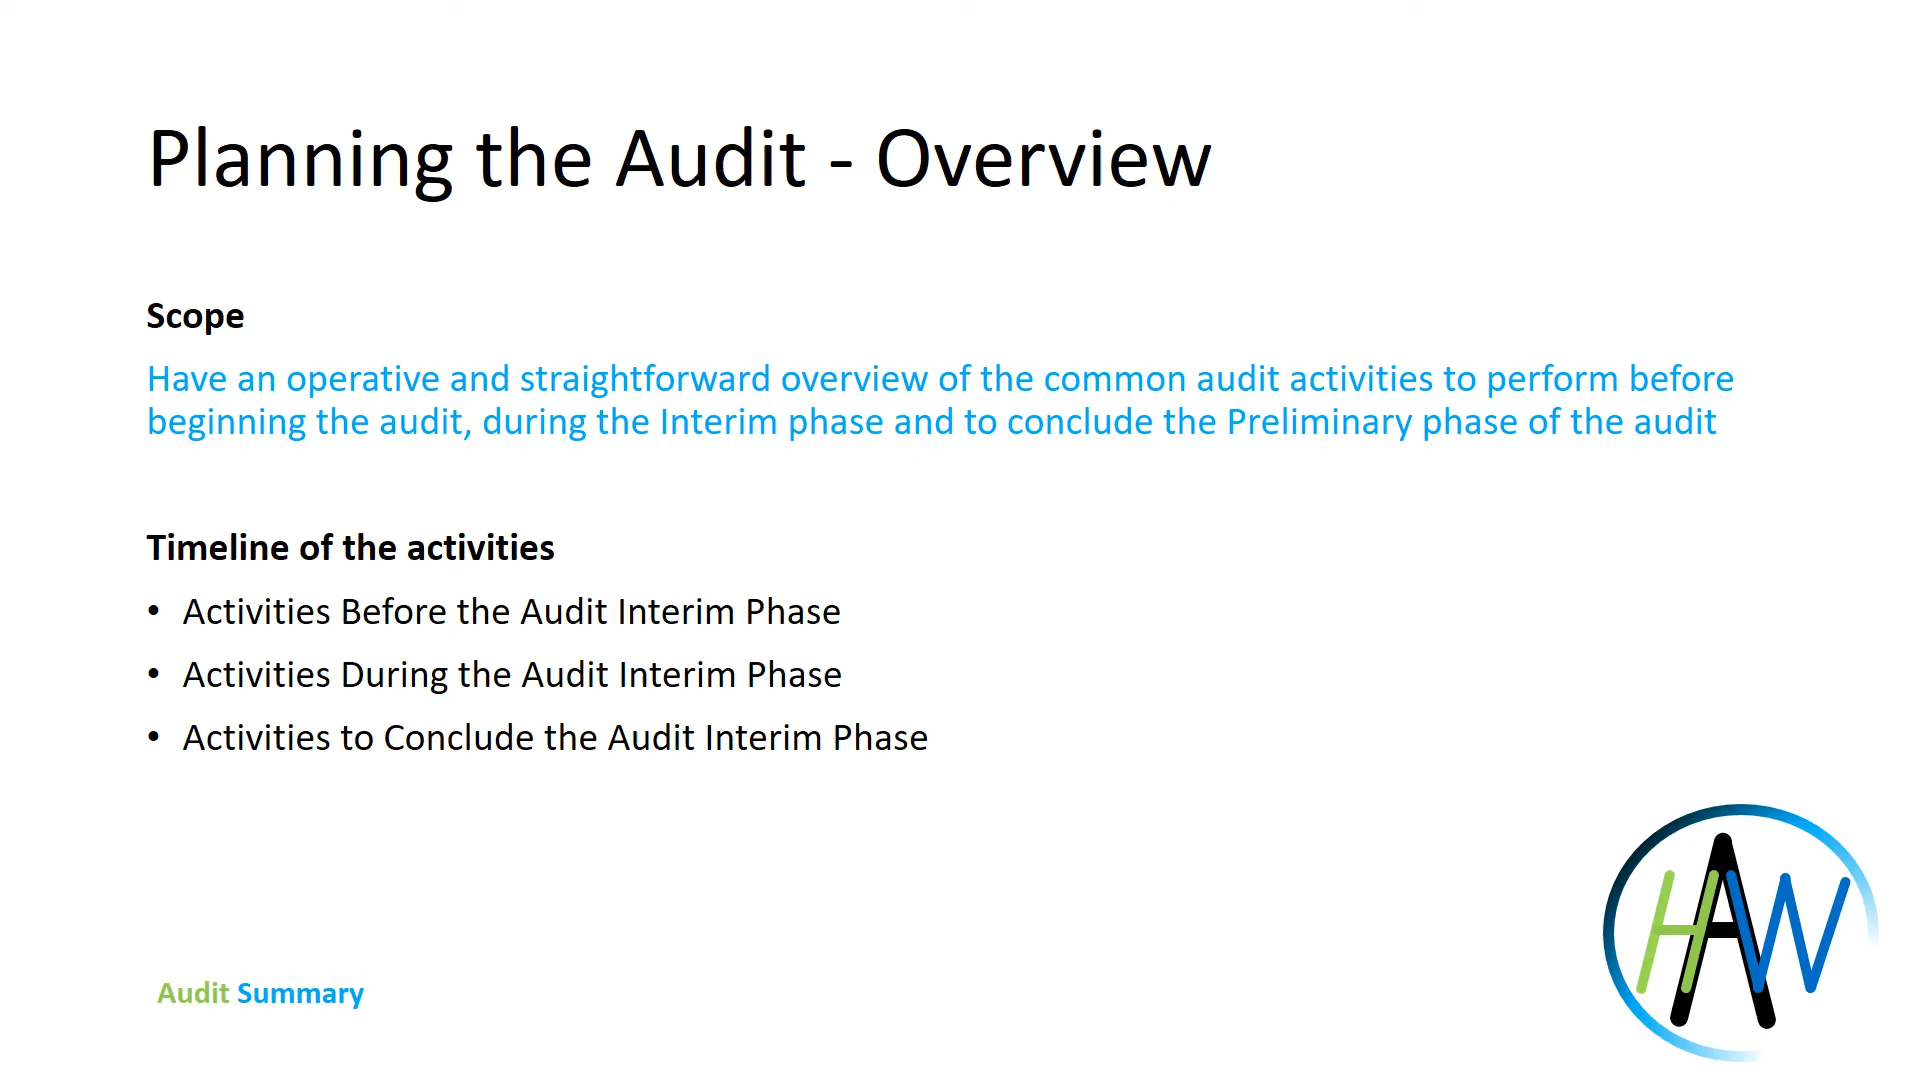 Planning the Audit - Overview
Scope
Have an operative and straightforward overview of the common audit activities to perform before
beginning the audit, during the Interim phase and to conclude the Preliminary phase of the audit
Timeline of the activities
• Activities Before the Audit Interim Phase
• Activities During the Audit Interim Phase
• Activities to Conclude the Audit Interim Phase
HAW
Audit Summary